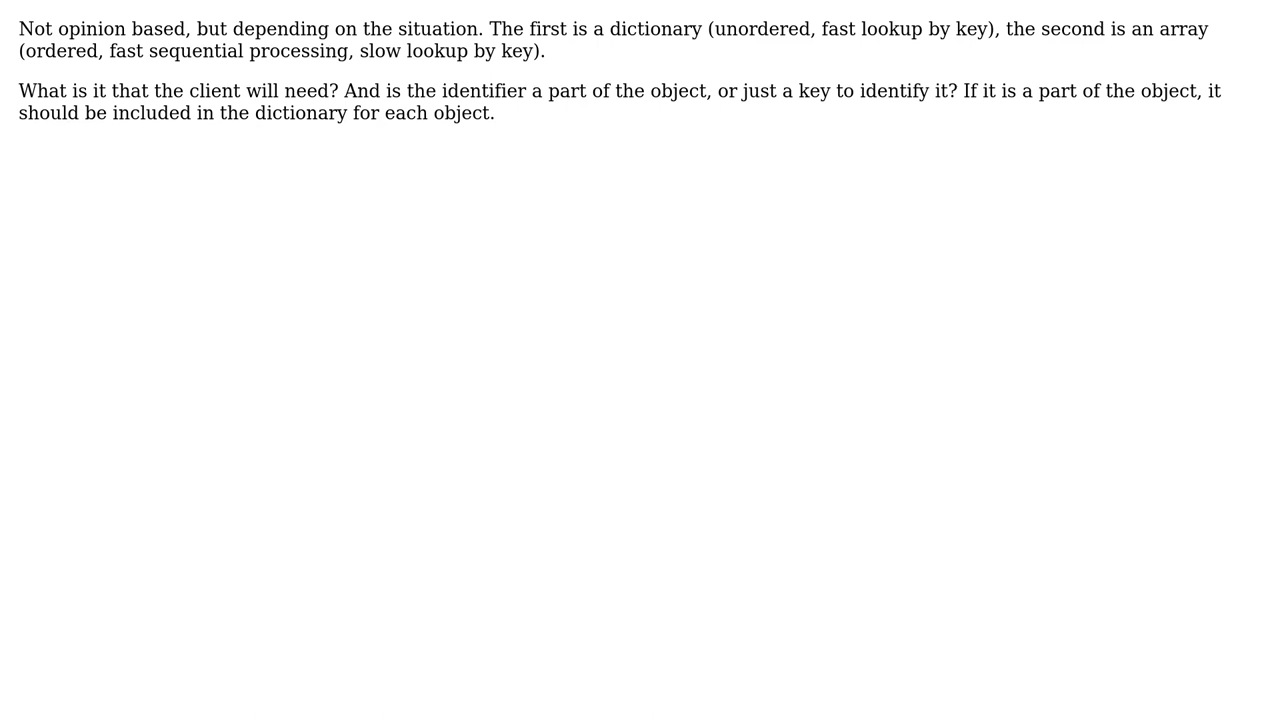 Not opinion based, but depending on the situation. The first is a dictionary (unordered, fast lookup by key), the second is an array
(ordered, fast sequential processing, slow lookup by key).
What is it that the client will need? And is the identifier a part of the object, or just a key to identify it? If it is a part of the object, it
should be included in the dictionary for each object.